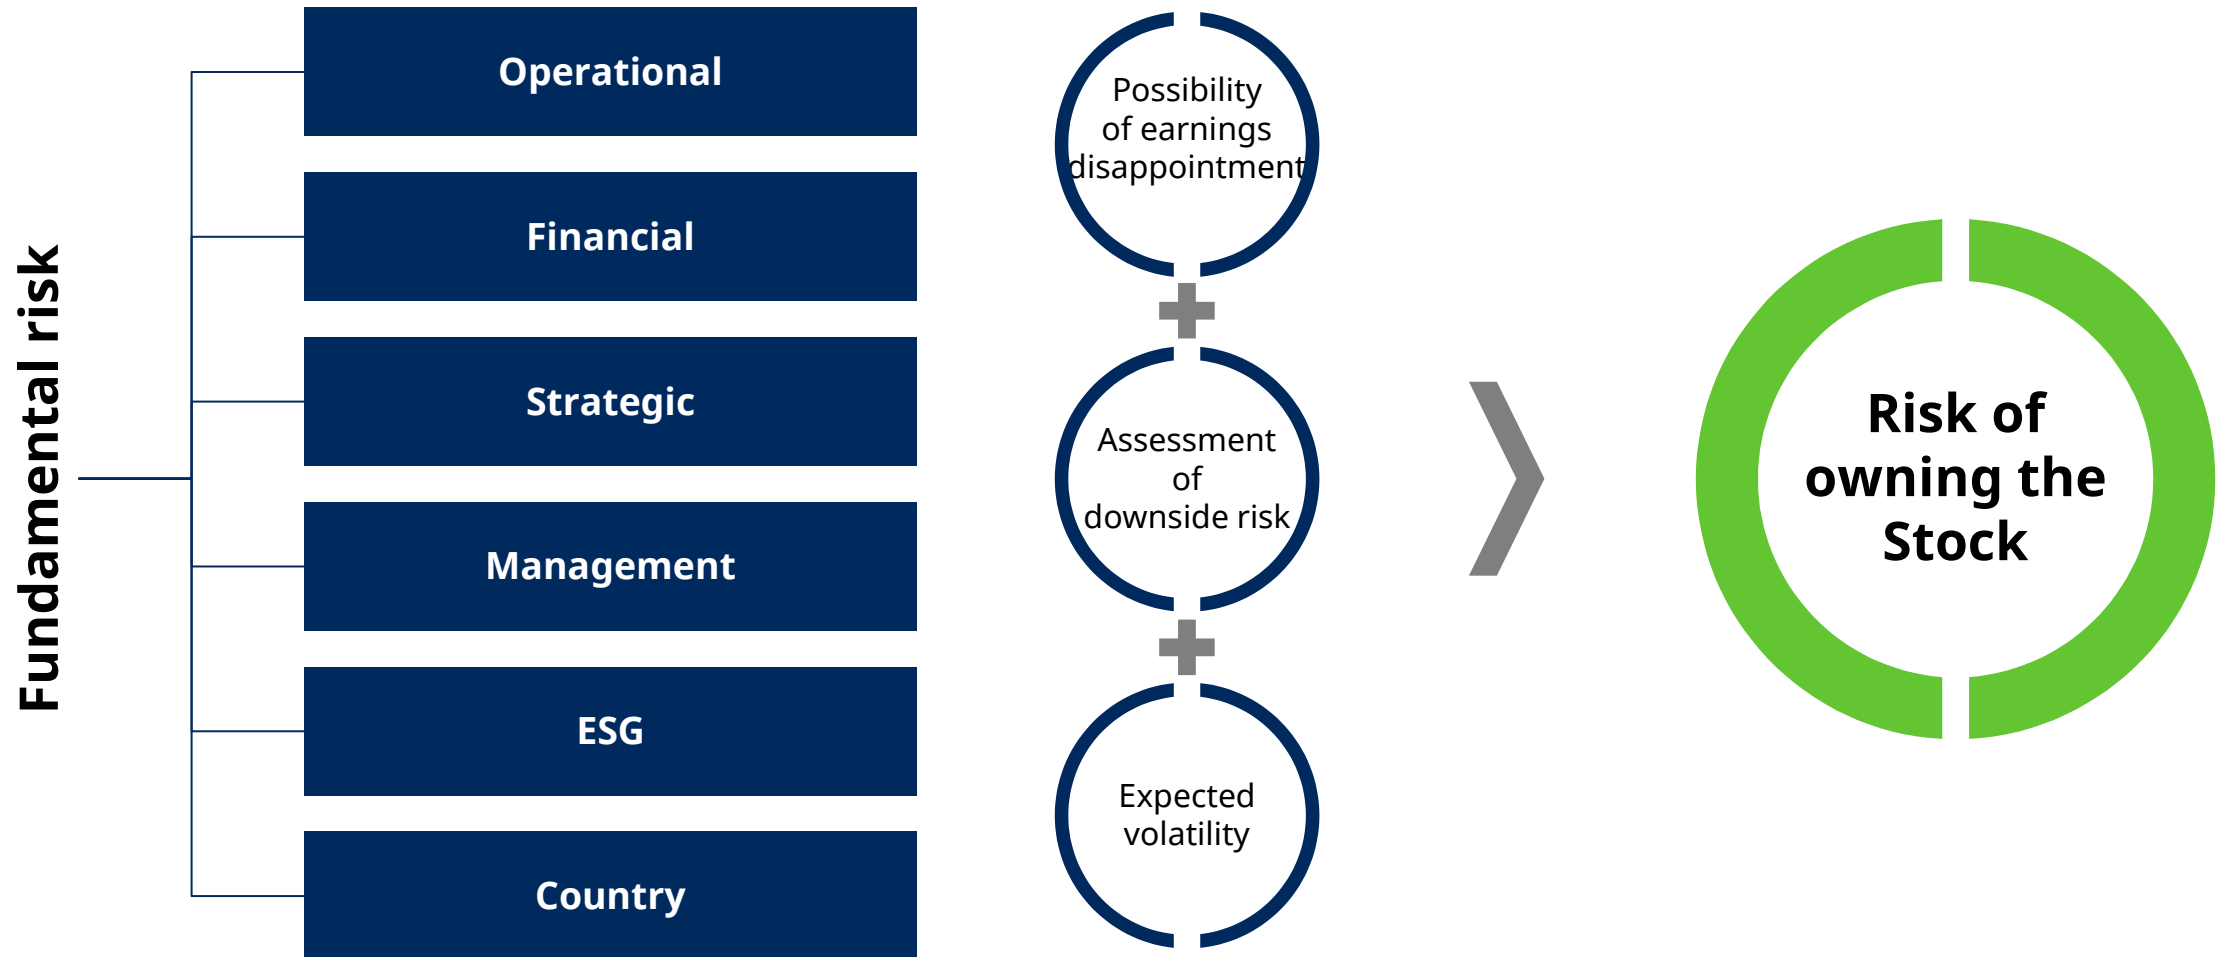 Fundamental risk
Operational
Financial
Strategic
Management
ESG
Country
Possibility
of earnings
disappointment
Assessment
of
downside risk
Expected
volatility
Risk of
owning the
Stock